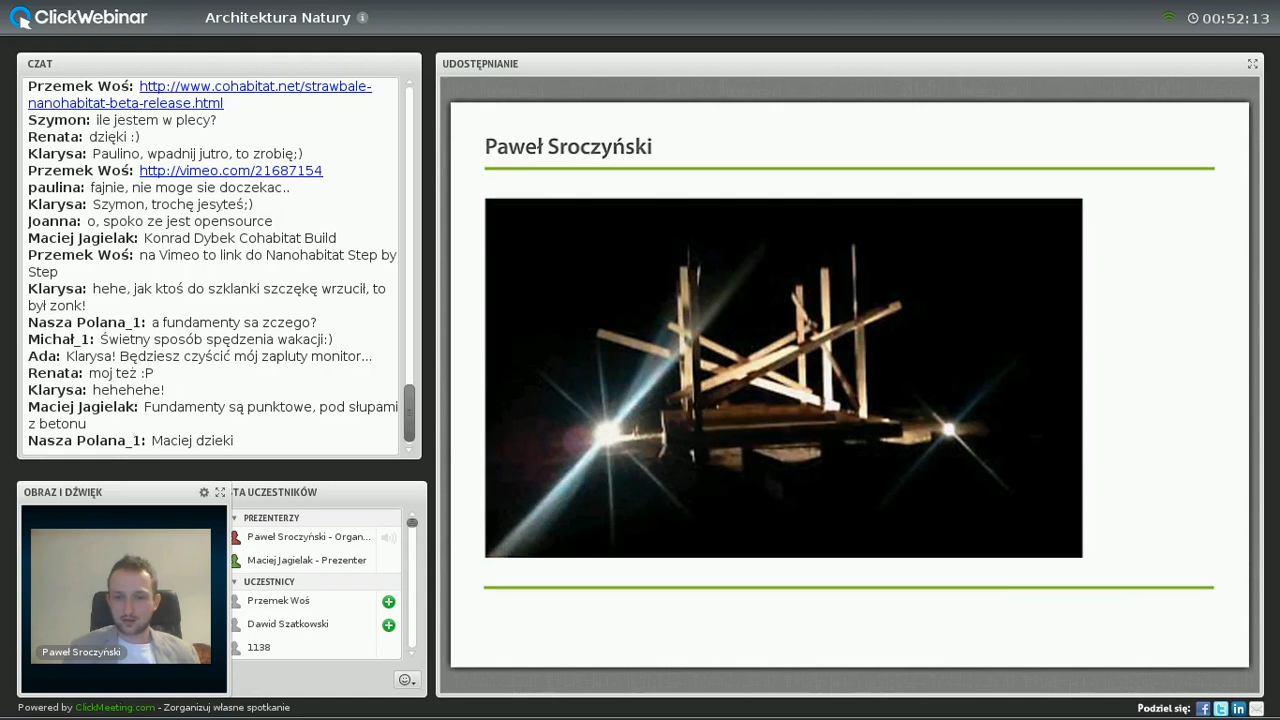 ClickWebinar
Architektura Natury
00:52:13
CZAT
Przemek Woś: http://www.cohabitat.net/strawbale-
nanohabitat-beta-release.html
Szymon: ile jestem w plecy?
Renata: dzięki :)
Klarysa: Paulino, wpadnij jutro, to zrobię;)
Przemek Woś: http://vimeo.com/21687154
paulina: fajnie, nie moge sie doczekac..
Klarysa: Szymon, trochę jesyteś;)
Joanna: o, spoko ze jest opensource
Maciej Jagielak: Konrad Dybek Cohabitat Build
Przemek Woś: na Vimeo to link do Nanohabitat Step by
Step
Klarysa: hehe, jak ktoś do szklanki szczękę wrzucił, to
był zonk!
Nasza Polana_1: a fundamenty sa zczego?
Michał_1: Świetny sposób spędzenia wakacji:)
Ada: Klarysa! Będziesz czyścić mój zapluty monitor...
Renata: moj też :P
Klarysa: hehehehe!
Maciej Jagielak: Fundamenty są punktowe, pod słupami
z betonu
Nasza Polana_1: Maciej dzieki
OBRAZ I DŹWIĘK
Paweł Sroczyński
TA UCZESTNIKÓW
PREZENTERZY
Paweł Sroczyński - Organ...
Maciej Jagielak - Prezenter
UCZESTNICY
Przemek Woś
Dawid Szatkowski
1138
UDOSTĘPNIANIE
Paweł Sroczyński
Powered by ClickMeeting.com - Zorganizuj własne spotkanie
Podziel się: